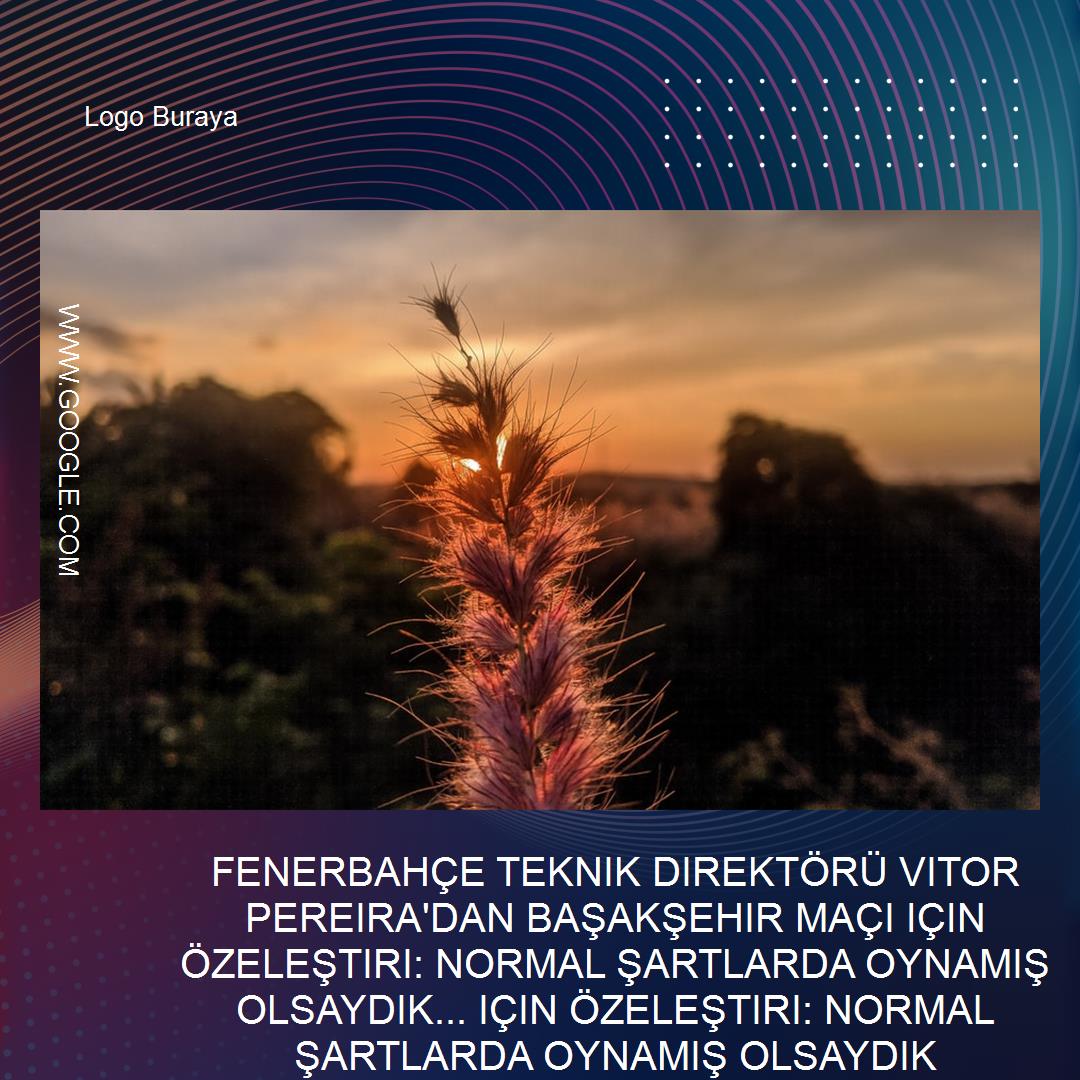 Logo Buraya
WWW.GOOGLE.COM
FENERBAHÇE TEKNIK DIREKTÖRÜ VITOR
PEREIRA'DAN BAŞAKŞEHIR MAÇI IÇIN
ÖZELEŞTIRI: NORMAL ŞARTLARDA OYNAMIŞ
OLSAYDIK... IÇIN ÖZELEŞTIRI: NORMAL
ŞARTLARDA OYNAMIŞ OLSAYDIK